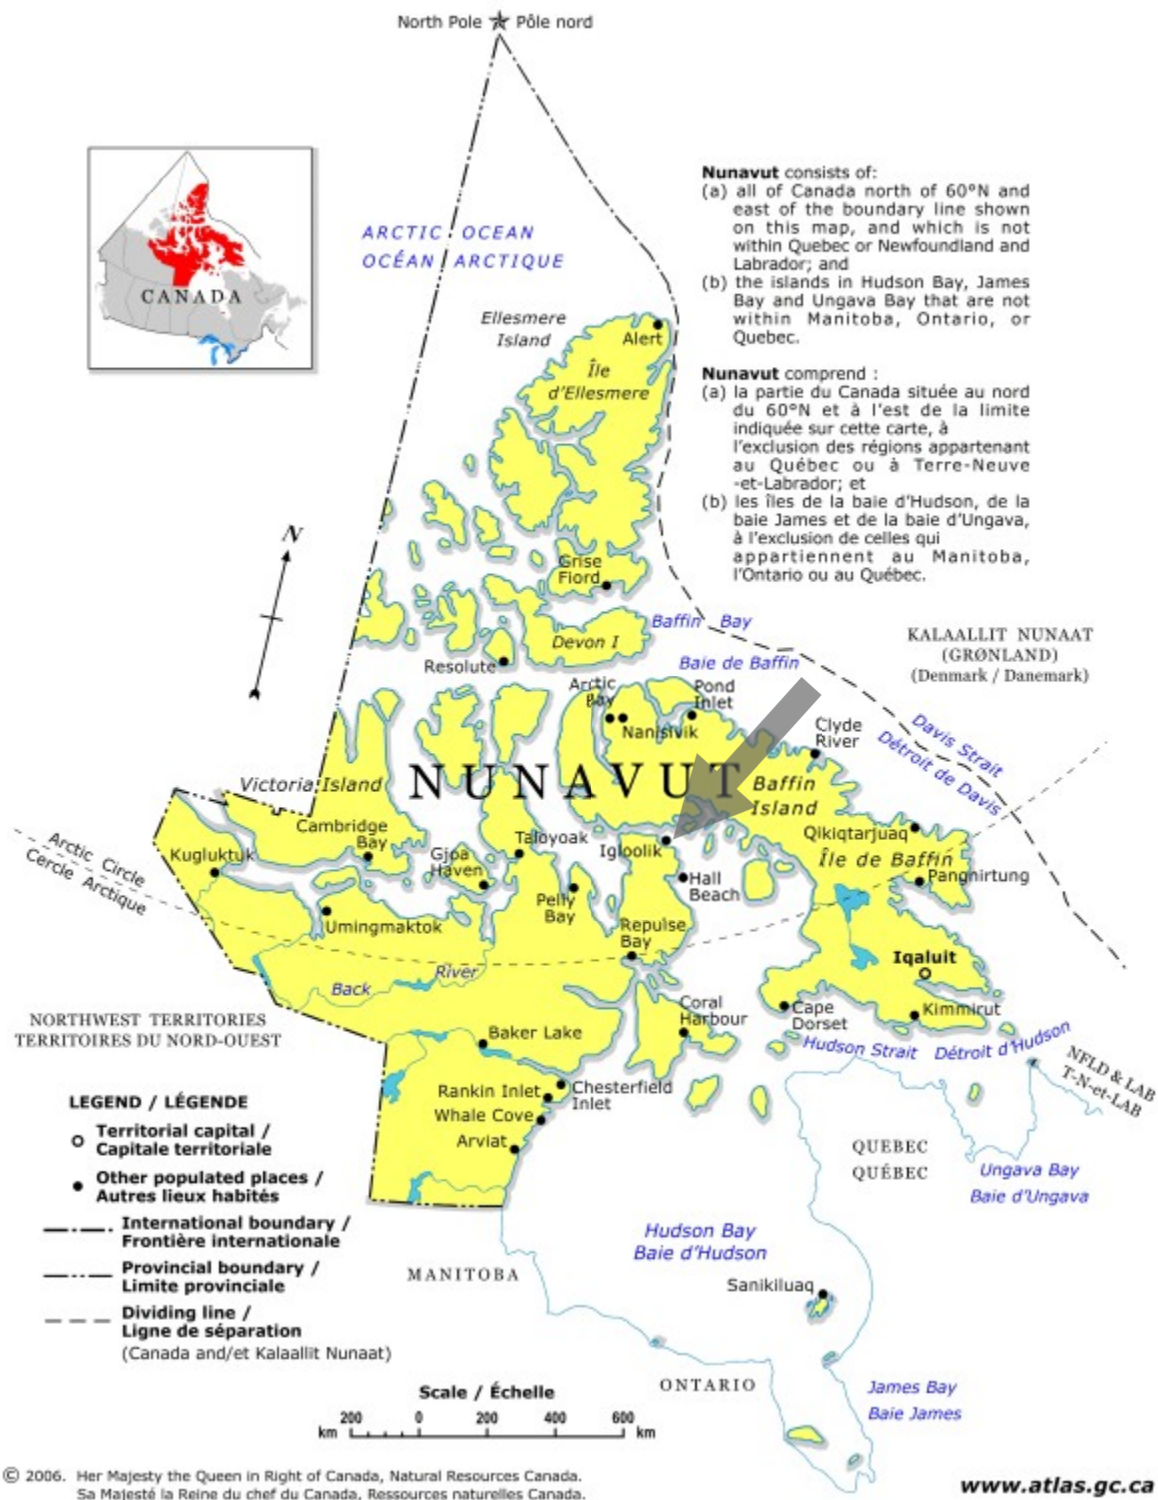 North Pole Pôle nord
ARCTIC OCEAN
OCÉAN ARCTIQUE
CANADA
Nunavut consists of:
(a) all of Canada north of 60°N and
east of the boundary line shown
on this map, and which is not
within Quebec or Newfoundland and
Labrador; and
(b) the islands in Hudson Bay, James
Bay and Ungava Bay that are not
within Manitoba, Ontario, or
Quebec.
Nunavut comprend :
(a) la partie du Canada située au nord
du 60°N et à l'est de la limite
indiquée sur cette carte, à
l'exclusion des régions appartenant
au Québec ou à Terre-Neuve
-et-Labrador; et
(b) les îles de la baie d'Hudson, de la
baie James et de la baie d'Ungava,
à l'exclusion de celles qui
appartiennent au Manitoba,
l'Ontario ou au Québec.
Ellesmere
Island
Alert
Île
d'Ellesmere
N
Grise
Fiord
Baffin Bay
Baie de Baffin
KALAALLIT NUNAAT
(GRØNLAND)
(Denmark / Danemark)
Devon I
Resolute
Arctic
Bay
Nanisivik
Pond
Inlet
Clyde
River
Davis Strait
Détroit de Davis
NUNAVUT
Victoria Island
Baffin
Island
Cambridge
Bay
Taloyoak
Igloolik
Qikiqtarjuaq
Île de Baffin
Arctic Circle
Cercle Arctique
Kugluktuk
Gjoa
Haven
Hall
Beach
Pangnirtung
Pelly
Bay
Umingmaktok
Repulse
Bay
Iqaluit
Back River
Coral
Harbour
Cape
Dorset
Kimmirut
NORTHWEST TERRITORIES
TERRITOIRES DU NORD-OUEST
Baker Lake
Hudson Strait Détroit d'Hudson
NFLD & LAB
T-N-et-LAB
Rankin Inlet
Chesterfield
Inlet
Whale Cove
Arviat
QUEBEC
QUÉBEC
Ungava Bay
Baie d'Ungava
LEGEND / LÉGENDE
Territorial capital /
Capitale territoriale
Other populated places /
Autres lieux habités
International boundary /
Frontière internationale
Provincial boundary /
Limite provinciale
Dividing line /
Ligne de séparation
(Canada and/et Kalaallit Nunaat)
Hudson Bay
Baie d'Hudson
MANITOBA
Sanikiluaq
ONTARIO
James Bay
Baie James
Scale / Échelle
km 200 0 200 400 600 km
© 2006. Her Majesty the Queen in Right of Canada, Natural Resources Canada.
Sa Majesté la Reine du chef du Canada, Ressources naturelles Canada.
www.atlas.gc.ca